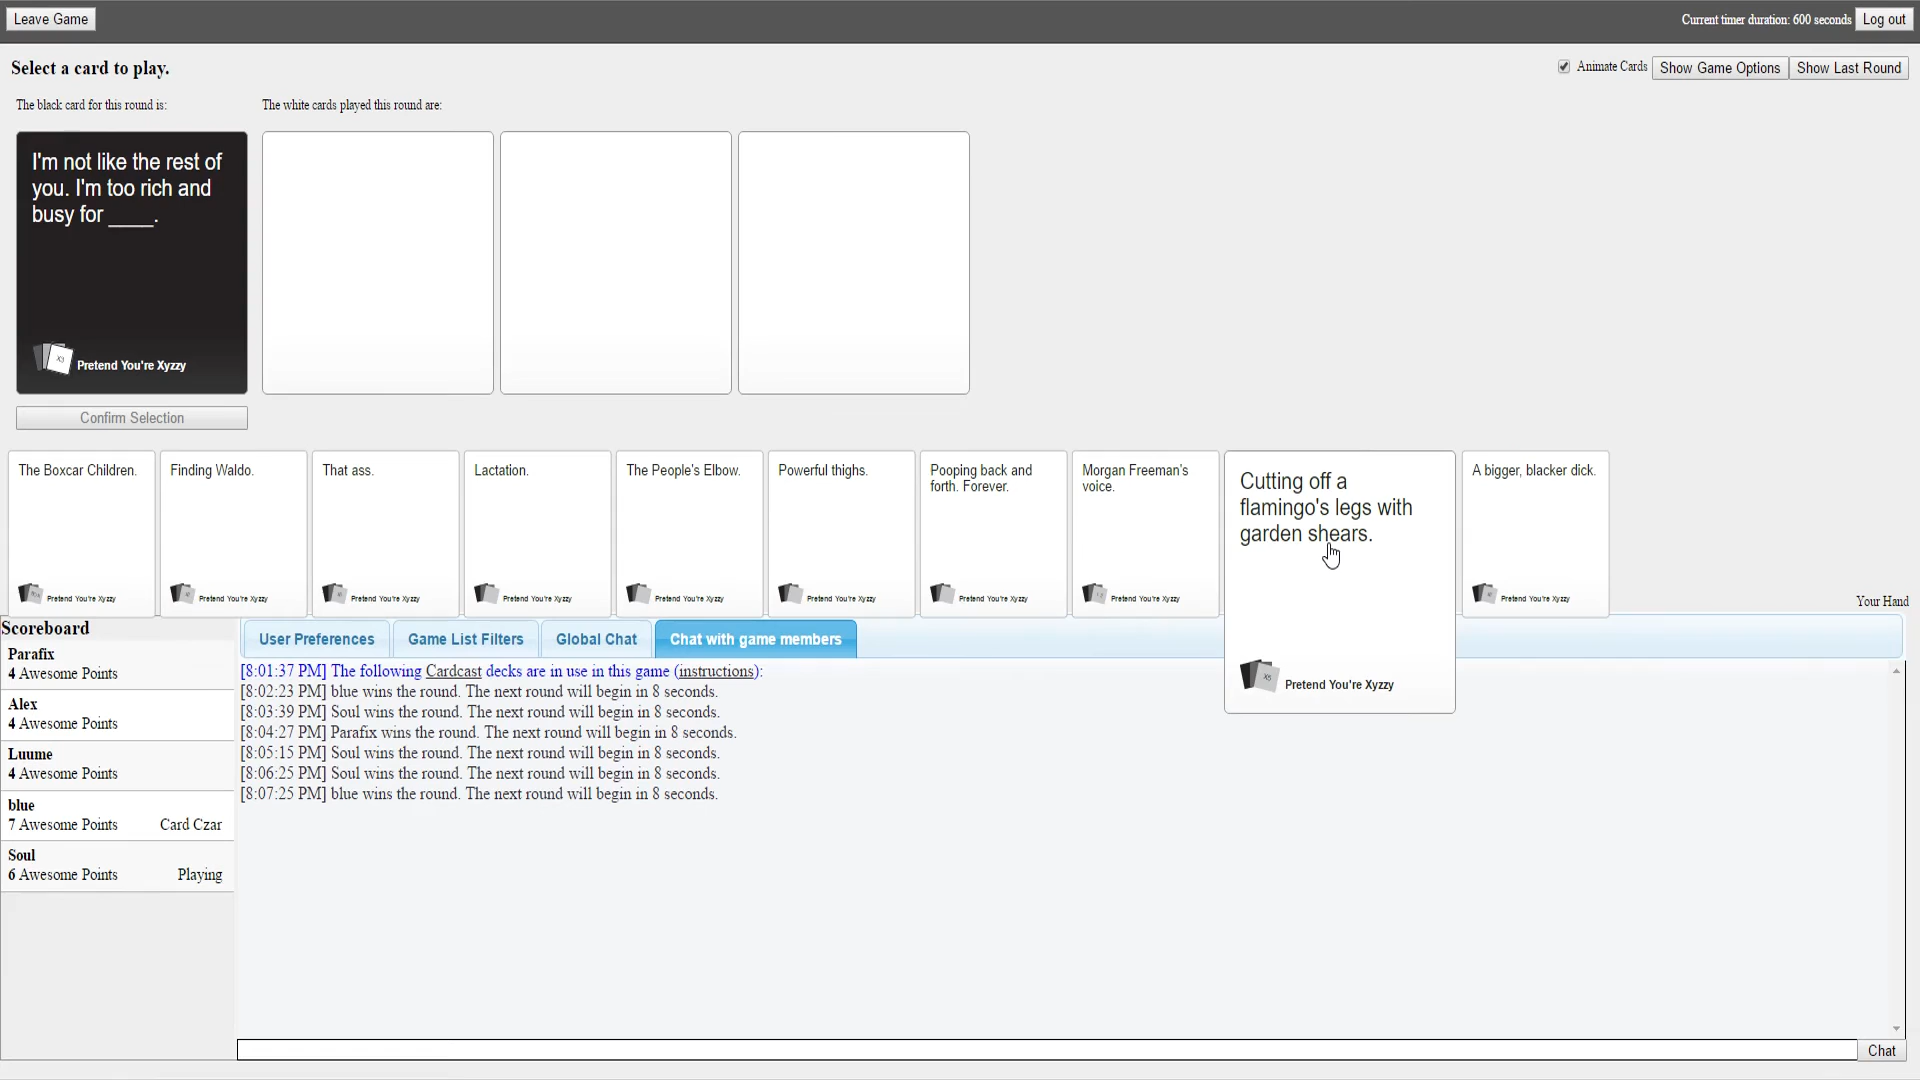 Leave Game
Current timer duration: 600 seconds
Log out
Select a card to play.
Animate Cards
Show Game Options
Show Last Round
The black card for this round is:
The white cards played this round are:
I'm not like the rest of
you. I'm too rich and
busy for ____.
X3
Pretend You're Xyzzy
Confirm Selection
The Boxcar Children.
Pretend You're Xyzzy
Finding Waldo.
Pretend You're Xyzzy
That ass.
Pretend You're Xyzzy
Lactation.
Pretend You're Xyzzy
The People's Elbow.
Pretend You're Xyzzy
Powerful thighs.
Pretend You're Xyzzy
Pooping back and
forth. Forever.
Pretend You're Xyzzy
Morgan Freeman's
voice.
Pretend You're Xyzzy
Cutting off a
flamingo's legs with
garden shears.
X5
Pretend You're Xyzzy
A bigger, blacker dick.
Pretend You're Xyzzy
Your Hand
Scoreboard
Parafix
4 Awesome Points
Alex
4 Awesome Points
Luume
4 Awesome Points
blue
7 Awesome Points Card Czar
Soul
6 Awesome Points Playing
User Preferences
Game List Filters
Global Chat
Chat with game members
[8:01:37 PM] The following Cardcast decks are in use in this game (instructions):
[8:02:23 PM] blue wins the round. The next round will begin in 8 seconds.
[8:03:39 PM] Soul wins the round. The next round will begin in 8 seconds.
[8:04:27 PM] Parafix wins the round. The next round will begin in 8 seconds.
[8:05:15 PM] Soul wins the round. The next round will begin in 8 seconds.
[8:06:25 PM] Soul wins the round. The next round will begin in 8 seconds.
[8:07:25 PM] blue wins the round. The next round will begin in 8 seconds.
Chat